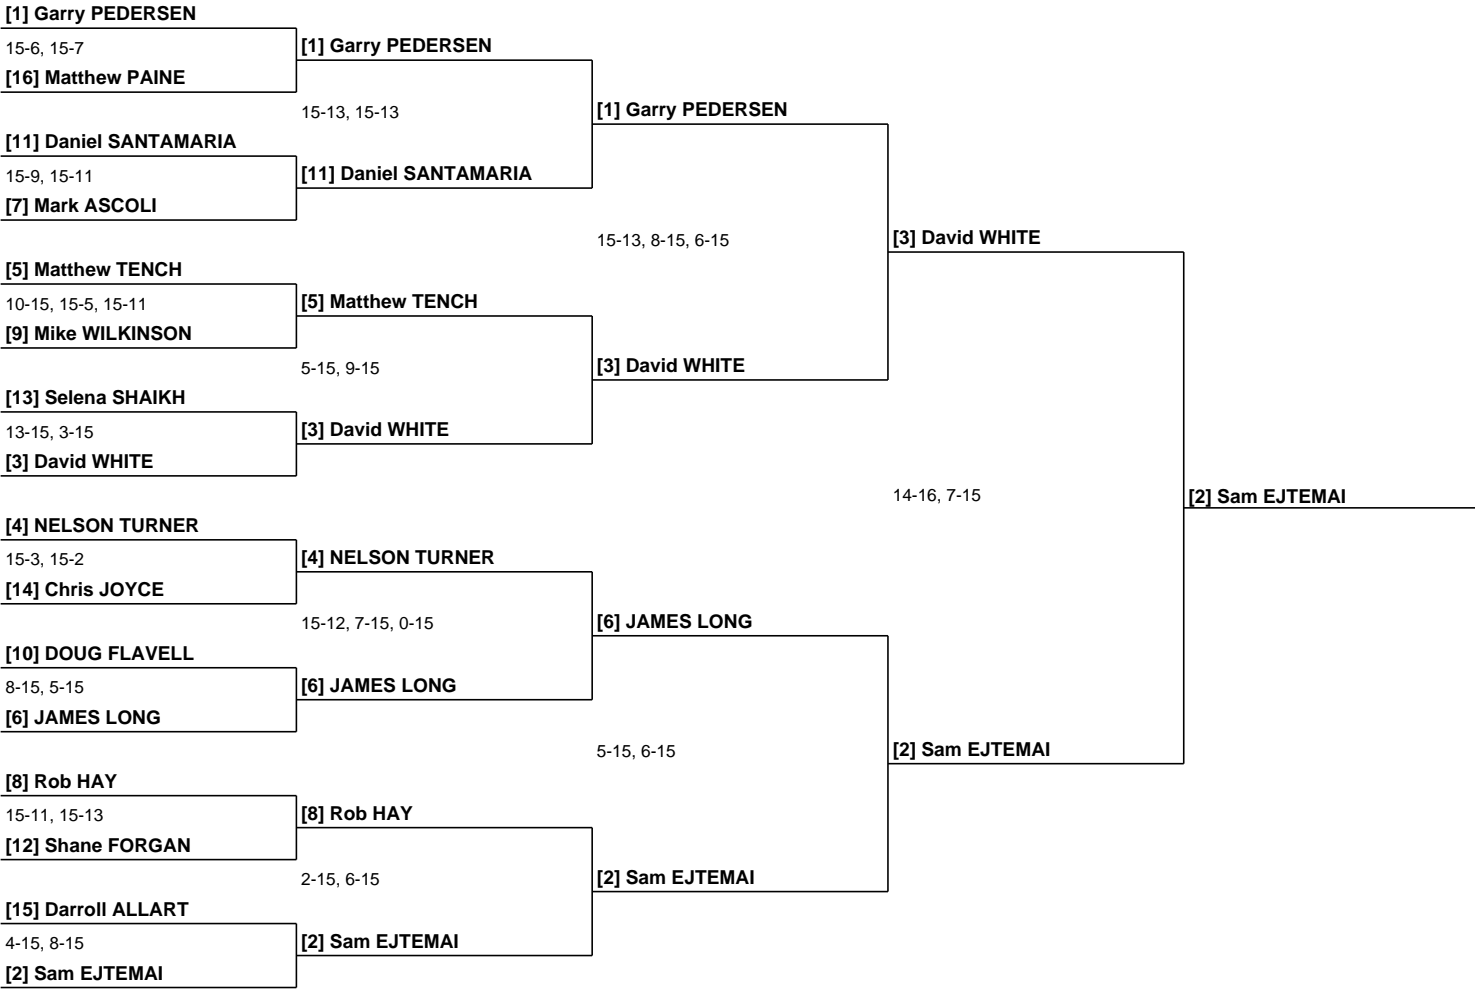 [1] Garry PEDERSEN
15-6, 15-7
[16] Matthew PAINE
[11] Daniel SANTAMARIA
15-9, 15-11
[7] Mark ASCOLI
[5] Matthew TENCH
10-15, 15-5, 15-11
[9] Mike WILKINSON
[13] Selena SHAIKH
13-15, 3-15
[3] David WHITE
[4] NELSON TURNER
15-3, 15-2
[14] Chris JOYCE
[10] DOUG FLAVELL
8-15, 5-15
[6] JAMES LONG
[8] Rob HAY
15-11, 15-13
[12] Shane FORGAN
[15] Darroll ALLART
4-15, 8-15
[2] Sam EJTEMAI
[1] Garry PEDERSEN
15-13, 15-13
[11] Daniel SANTAMARIA
[5] Matthew TENCH
5-15, 9-15
[3] David WHITE
[4] NELSON TURNER
15-12, 7-15, 0-15
[6] JAMES LONG
[8] Rob HAY
2-15, 6-15
[2] Sam EJTEMAI
[1] Garry PEDERSEN
15-13, 8-15, 6-15
[3] David WHITE
[6] JAMES LONG
5-15, 6-15
[2] Sam EJTEMAI
[3] David WHITE
14-16, 7-15
[2] Sam EJTEMAI
[2] Sam EJTEMAI